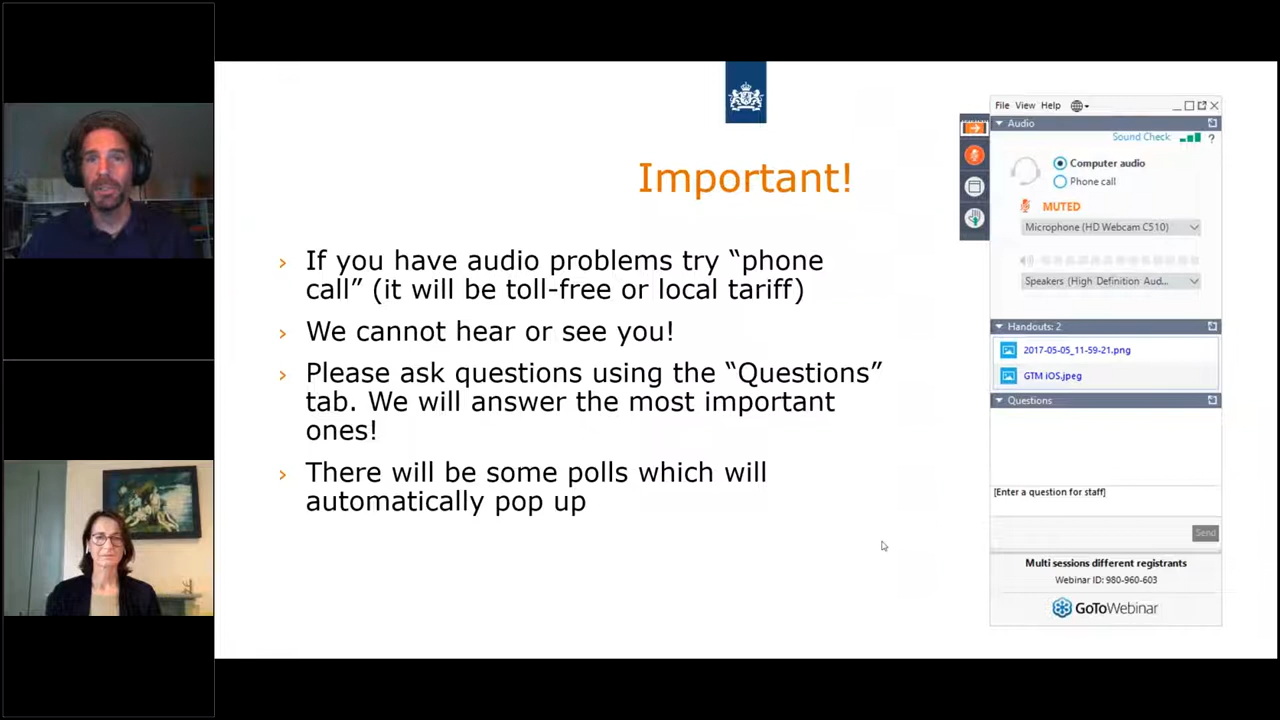 Important!
If you have audio problems try “phone
call” (it will be toll-free or local tariff)
We cannot hear or see you!
Please ask questions using the “Questions”
tab. We will answer the most important
ones!
There will be some polls which will
automatically pop up
File View Help
Audio
Sound Check ?
Computer audio
Phone call
MUTED
Microphone (HD Webcam C510)
Speakers (High Definition Aud...
Handouts: 2
2017-05-05_11-59-21.png
GTM iOS.jpeg
Questions
[Enter a question for staff]
Send
Multi sessions different registrants
Webinar ID: 980-960-603
GoToWebinar